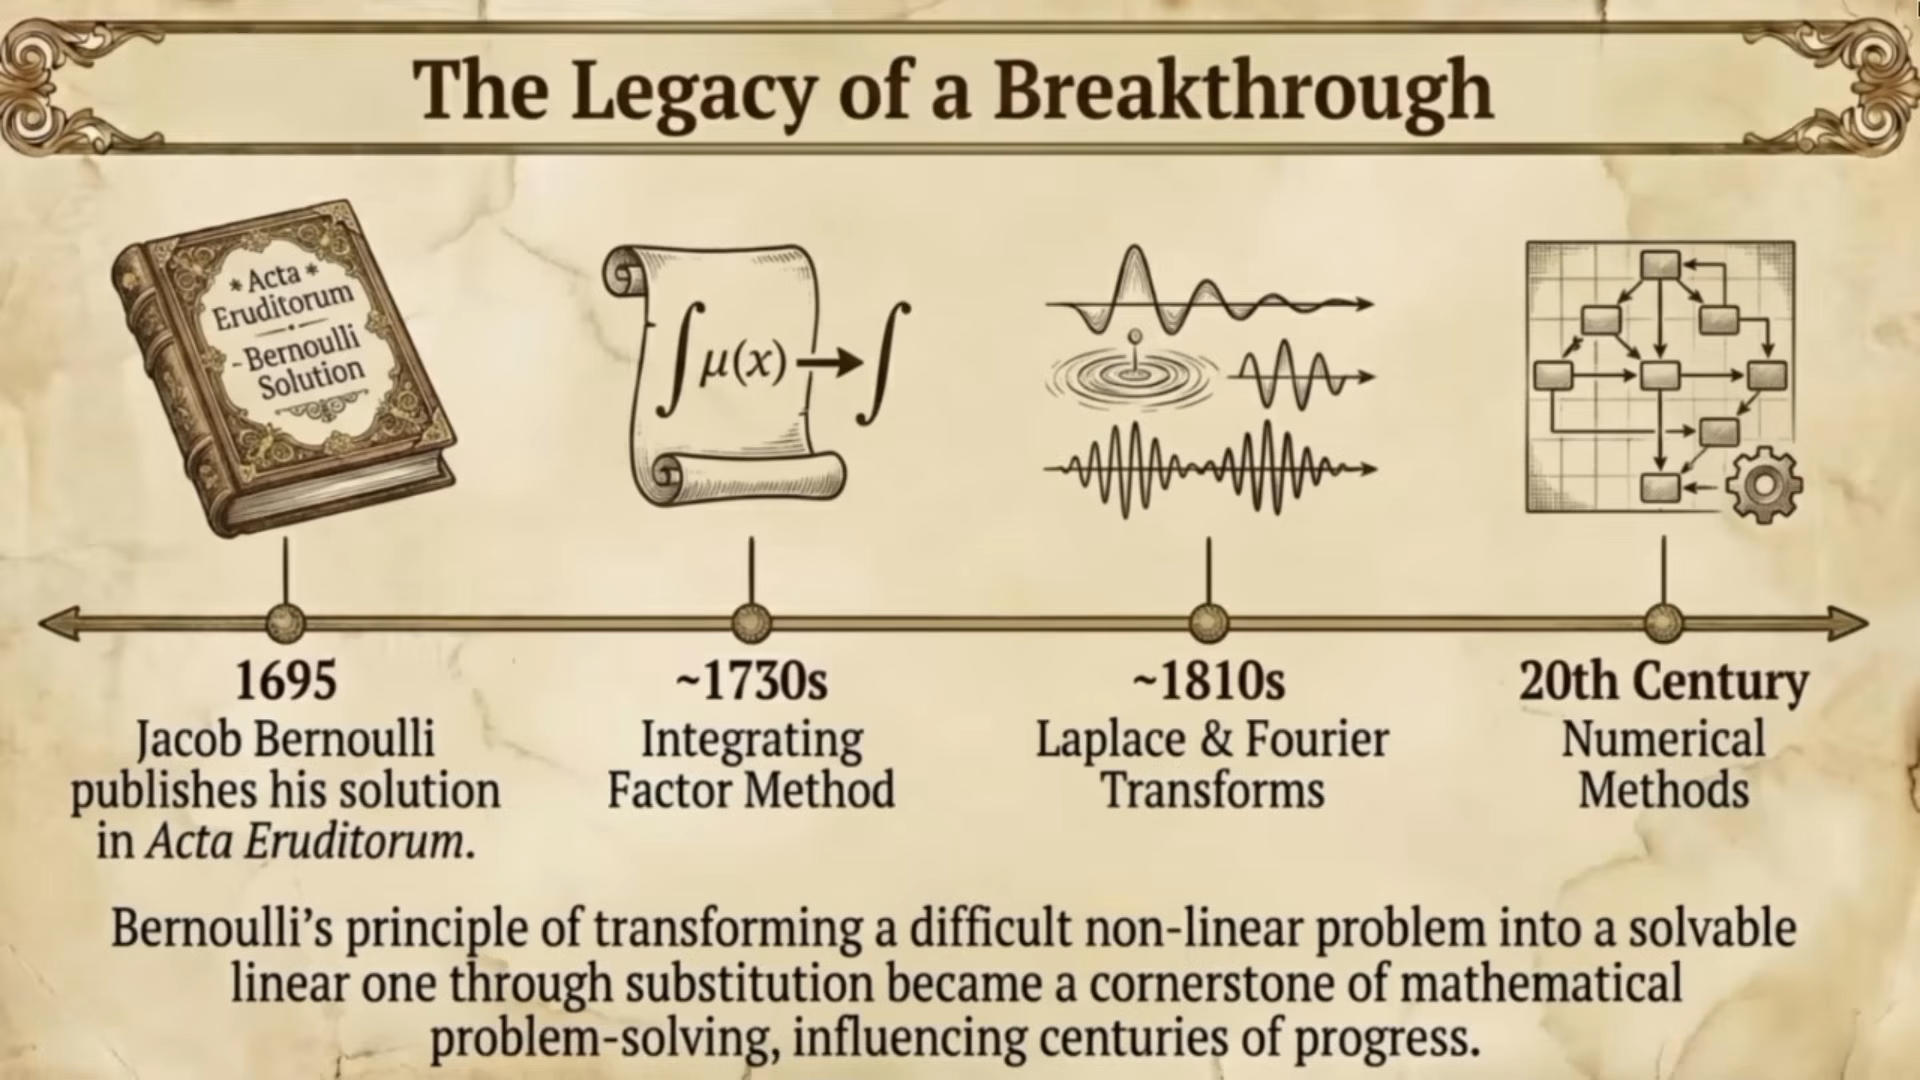 The Legacy of a Breakthrough
* Acta *
Eruditorum
- Bernoulli
Solution
∫ μ(x) → ∫
1695
Jacob Bernoulli
publishes his solution
in Acta Eruditorum.
~1730s
Integrating
Factor Method
~1810s
Laplace & Fourier
Transforms
20th Century
Numerical
Methods
Bernoulli’s principle of transforming a difficult non-linear problem into a solvable
linear one through substitution became a cornerstone of mathematical
problem-solving, influencing centuries of progress.